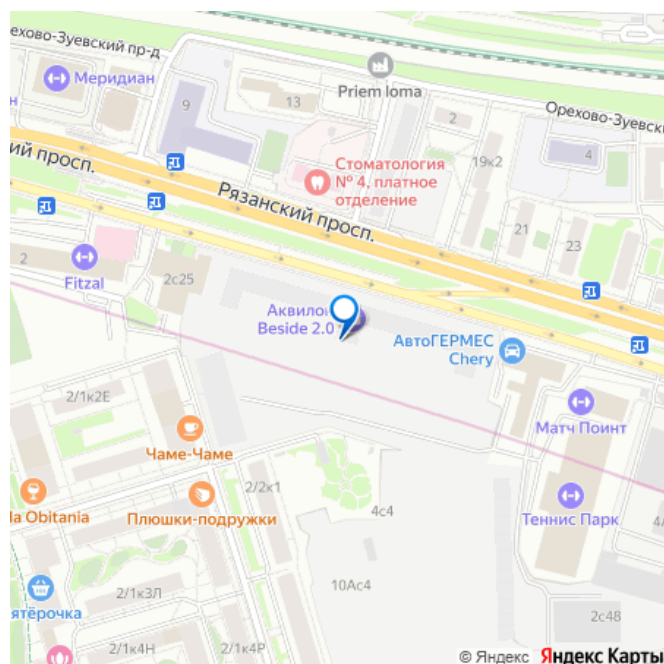 ехово-Зуевский пр-д
Меридиан
н
9
13
Priem loma
2
Орехово-Зуевски
19к2
4
ий просп.
Стоматология
№ 4, платное
отделение
Рязанский просп.
21
23
2
Fitzal
2с25
Аквилон
Beside 2.0
АвтоГЕРМЕС
Chery
2/1к2Е
Чаме-Чаме
Матч Поинт
la Obitania
2/2к1
Плюшки-подружки
4с4
Теннис Парк
4/
10Ас4
2/1к3Л
ятёрочка
2с48
2/1к4Н
2/1к4Р
© Яндекс Яндекс Карты